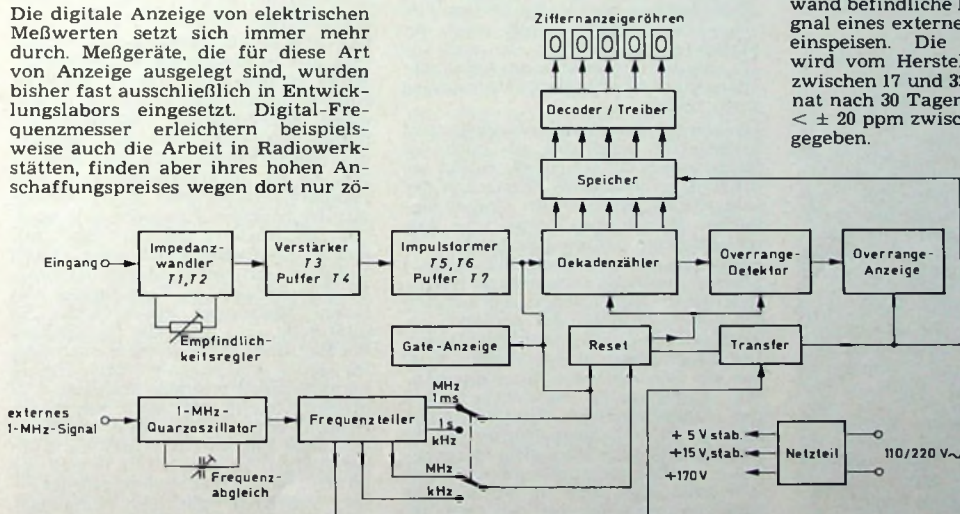 Die digitale Anzeige von elektrischen
Meßwerten setzt sich immer mehr
durch. Meßgeräte, die für diese Art
von Anzeige ausgelegt sind, wurden
bisher fast ausschließlich in Entwick-
lungslabors eingesetzt. Digital-Fre-
quenzmesser erleichtern beispiels-
weise auch die Arbeit in Radiowerk-
stätten, finden aber ihres hohen An-
schaffungspreises wegen dort nur zö-
wand befindliche
gnal eines externe
einspeisen. Die
wird vom Herstel
zwischen 17 und
nat nach 30 Tagen
< ± 20 ppm zwisc
gegeben.
Ziffernanzeigeröhren
0 0 0 0 0
Decoder / Treiber
Speicher
Eingang
Impedanz-
wandler
T1, T2
Verstärker
T3
Puffer T4
Impulsformer
T5, T6
Puffer T7
Dekadenzähler
Overrange-
Detektor
Overrange-
Anzeige
Empfindlich-
keitsregler
Gate-Anzeige
Reset
Transfer
externes
1-MHz-Signal
1-MHz-
Quarzoszillator
Frequenzteiler
MHz
1ms
1s
kHz
MHz
kHz
Frequenz-
abgleich
+ 5 V stab.
+15 V, stab.
+170 V
Netzteil
110/220 V~